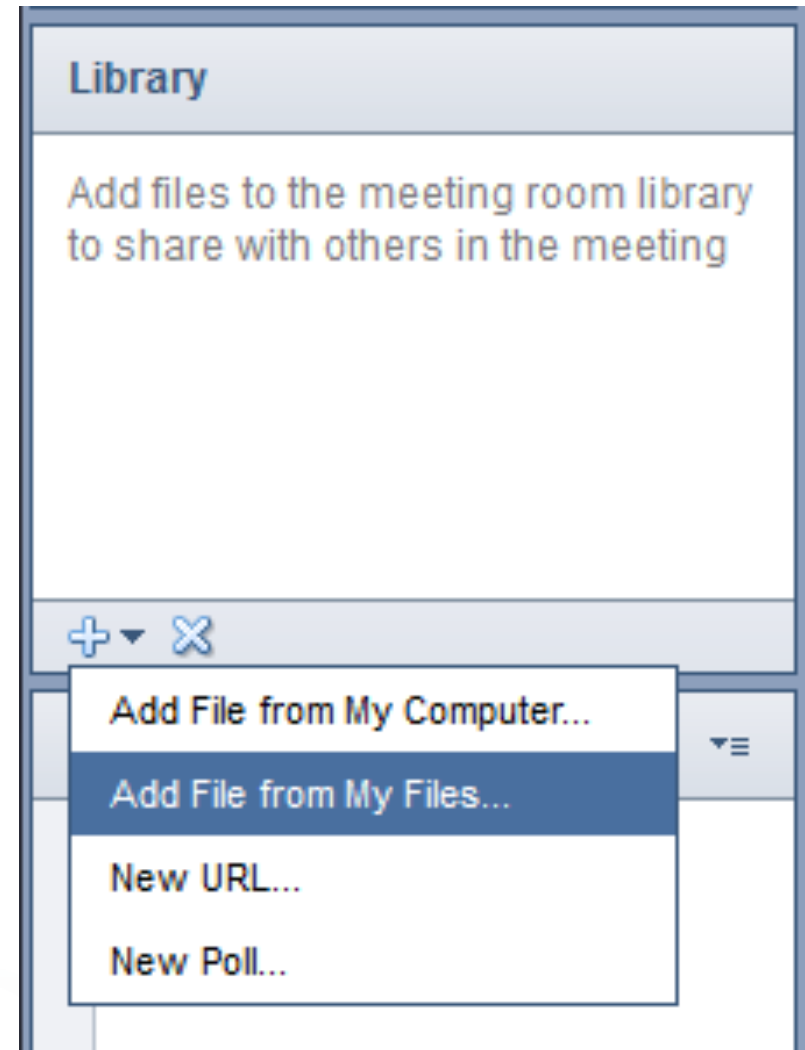 Library
Add files to the meeting room library
to share with others in the meeting
Add File from My Computer...
Add File from My Files...
New URL...
New Poll...